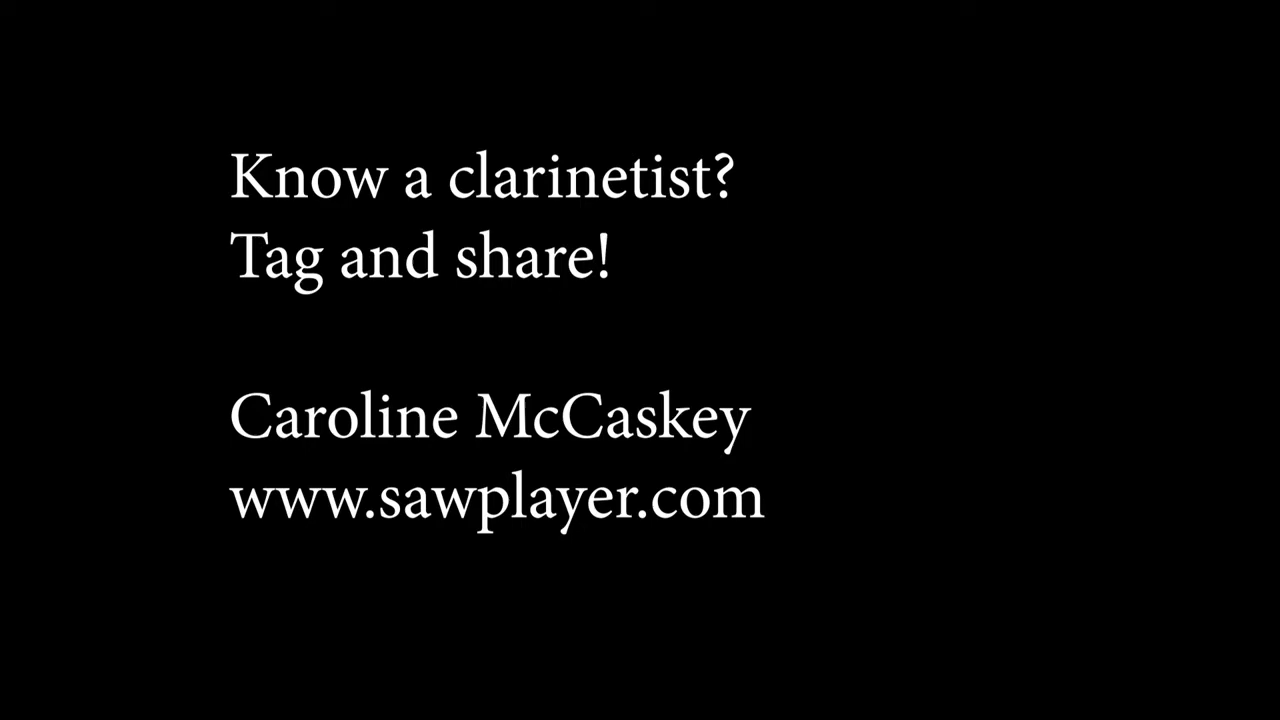 Know a clarinetist?
Tag and share!
Caroline McCaskey
www.sawplayer.com